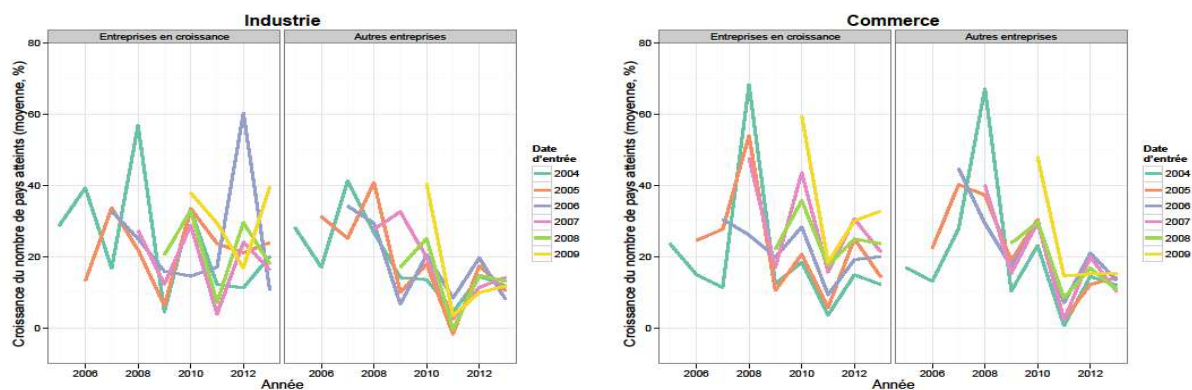 Industrie
Entreprises en croissance
Autres entreprises
Croissance du nombre de pays atteints (moyenne, %)
80
60
40
20
0
2006 2008 2010 2012
2006 2008 2010 2012
Année
Date
d'entrée
2004
2005
2006
2007
2008
2009
Commerce
Entreprises en croissance
Autres entreprises
Croissance du nombre de pays atteints (moyenne, %)
80
60
40
20
0
2006 2008 2010 2012
2006 2008 2010 2012
Année
Date
d'entrée
2004
2005
2006
2007
2008
2009